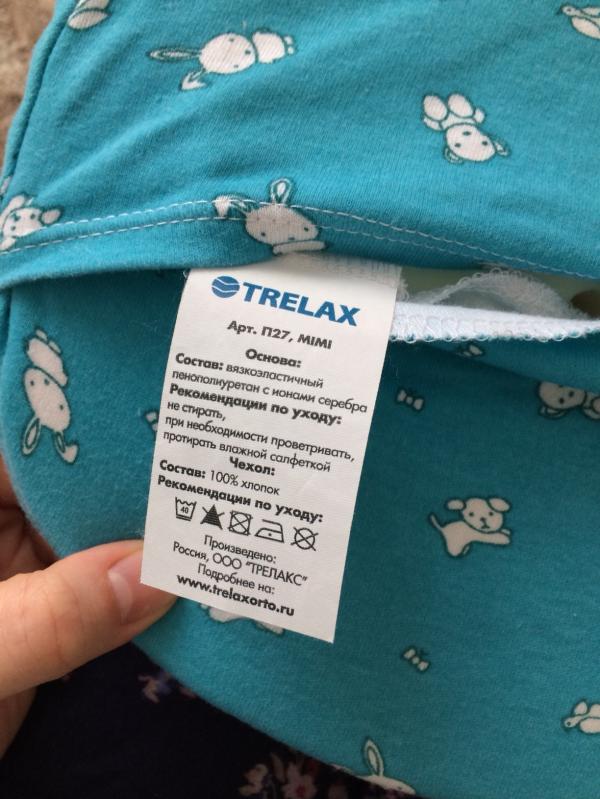 TRELAX
Арт. П27, MIMI
Основа:
Состав: вязкоэластичный
пенополиуретан с ионами серебра
Рекомендации по уходу:
не стирать,
при необходимости проветривать,
протирать влажной салфеткой
Чехол:
Состав: 100% хлопок
Рекомендации по уходу:
40
Произведено:
Россия, ООО "ТРЕЛАКС"
Подробнее на:
www.trelaxorto.ru